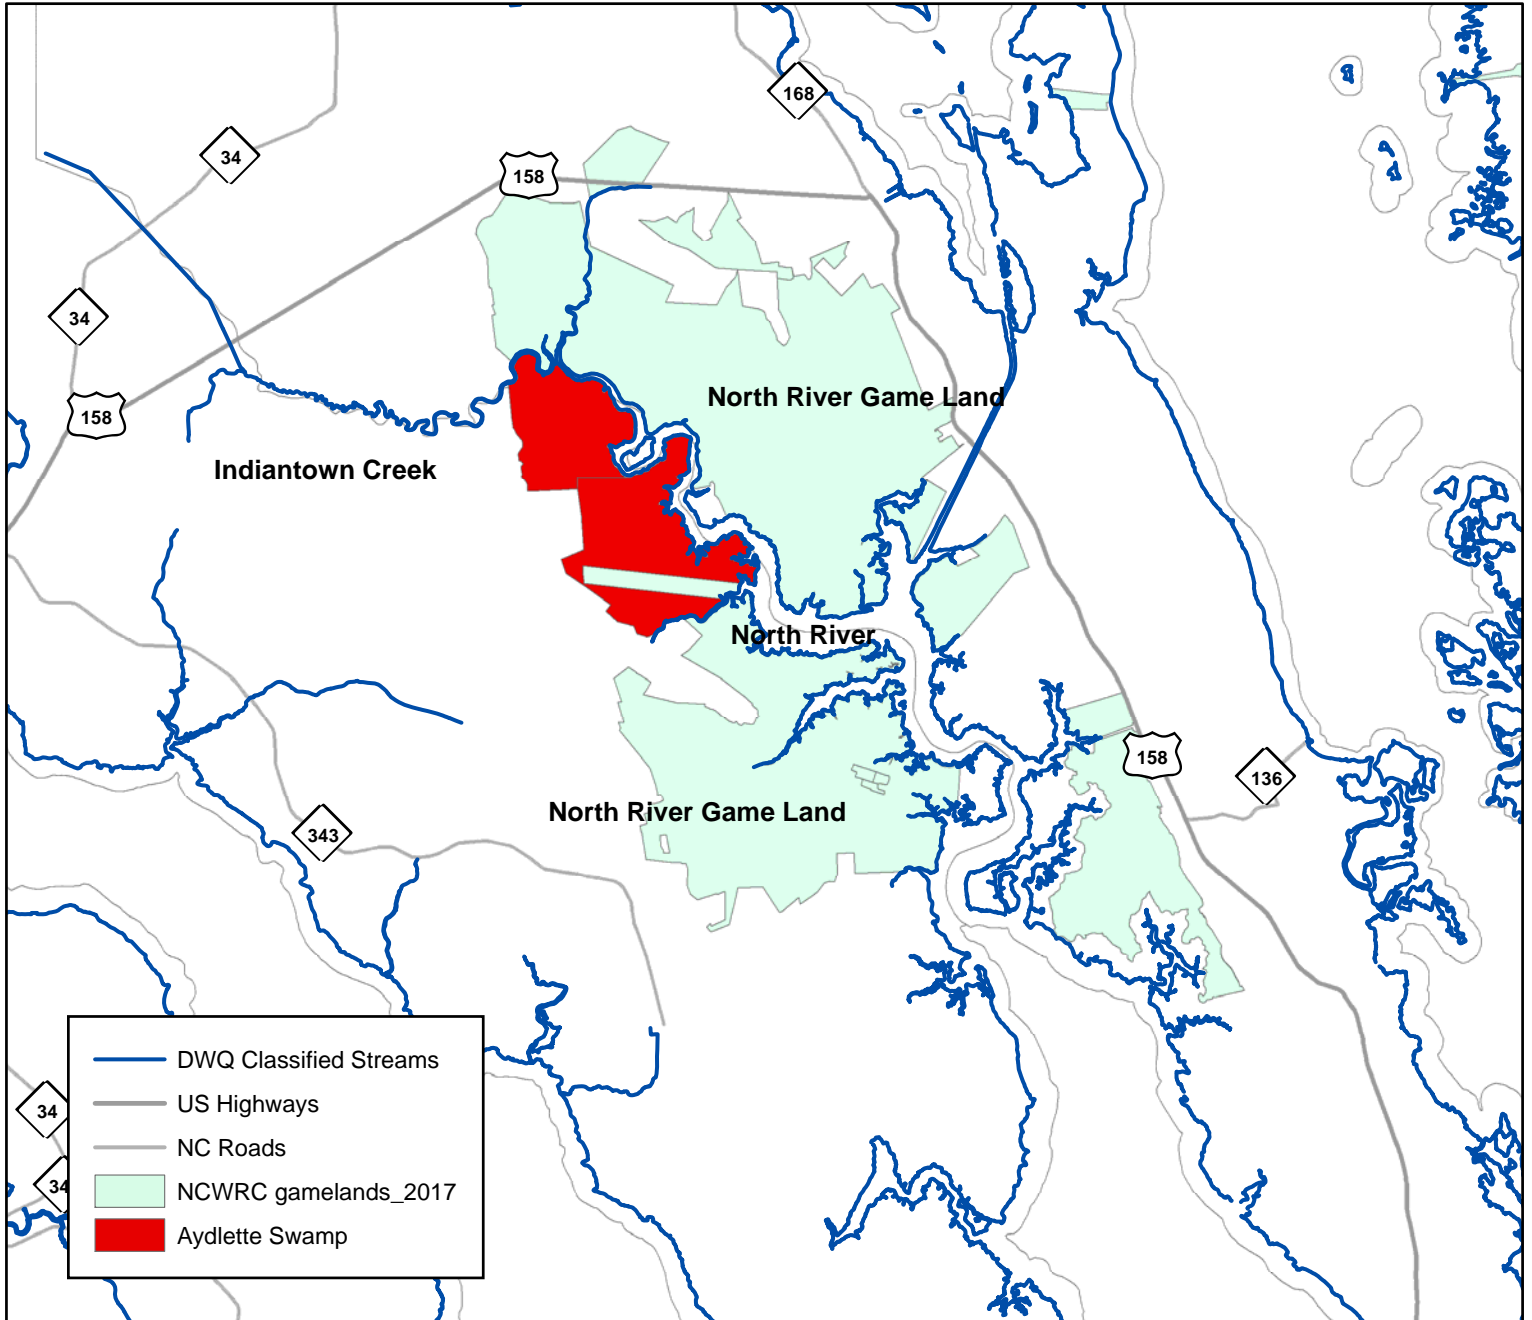 168
34
158
34
North River Game Land
158
Indiantown Creek
North River
158
136
North River Game Land
343
DWQ Classified Streams
US Highways
34
NC Roads
NCWRC gamelands_2017
34
Aydlette Swamp